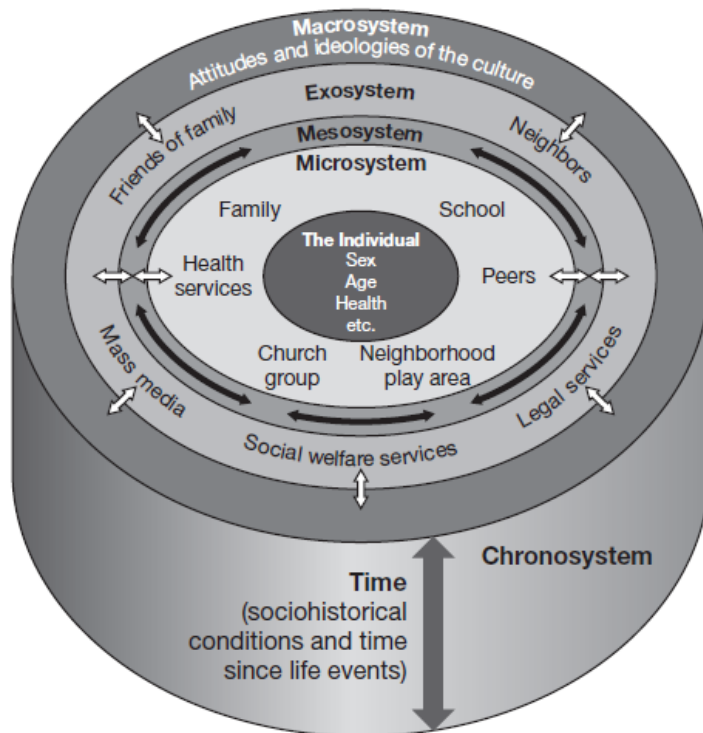 Macrosystem
Attitudes and ideologies of the culture
Exosystem
Friends of family
Neighbors
Mesosystem
Microsystem
Family
School
The Individual
Sex
Age
Health
etc.
Health
services
Peers
Church
group
Neighborhood
play area
Mass media
Legal services
Social welfare services
Chronosystem
Time
(sociohistorical
conditions and time
since life events)